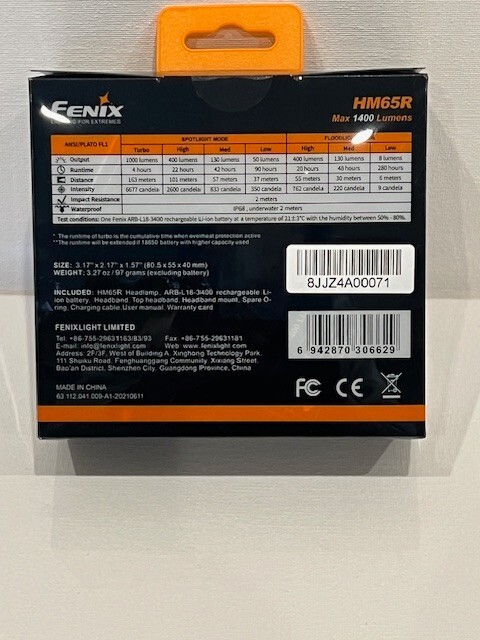 FENIX
HM65R
Max 1400 Lumens
ANSI/PLATO FL1 SPOTLIGHT MODE
Turbo High Med Low High Med Low
Output 1000 lumens 400 lumens 130 lumens 50 lumens 400 lumens 130 lumens 8 lumens
Runtime 4 hours 22 hours 42 hours 90 hours 20 hours 48 hours 280 hours
Distance 163 meters 101 meters 57 meters 37 meters 55 meters 30 meters 6 meters
Intensity 6677 candela 2600 candela 833 candela 350 candela 762 candela 220 candela 9 candela
Impact Resistance 2 meters
Waterproof IP68 , underwater 2 meters
Test conditions: One Fenix ARB-L18-3400 rechargeable Li-ion battery at a temperature of 21±3°C with the humidity between 50% - 80%.
* The runtime of turbo is the cumulative time when overheat protection active
**The runtime will be extended if 18650 battery with higher capacity used
SIZE: 3.17" x 2.17" x 1.57" (80.5 x 55 x 40 mm)
WEIGHT: 3.27 oz / 97 grams (excluding battery)
INCLUDED: HM65R Headlamp, ARB-L18-3400 rechargeable Li-
ion battery, Headband, Top headband, Headband mount, Spare O-
ring, Charging cable, User manual, Warranty card
8JJZ4A00071
FENIXLIGHT LIMITED
Tel: +86-755-29631163/83/93 Fax: +86-755-29631181
E-mail: info@fenixlight.com Web: www.fenixlight.com
Address: 2F/3F, West of Building A, Xinghong Technology Park,
111 Shuiku Road, Fenghuanggang Community, Xixiang Street,
Bao'an District, Shenzhen City, Guangdong Province, China
6 942870 306629
MADE IN CHINA
63.112.041.009-A1-20210611
FC CE